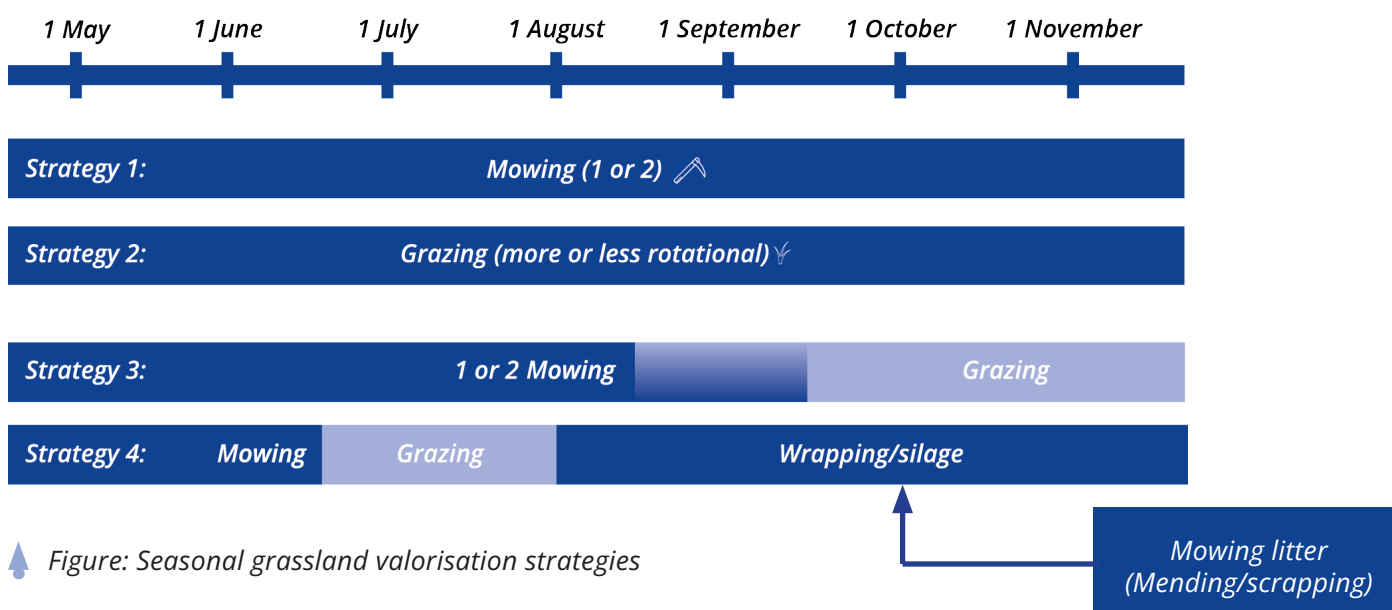 1 May
1 June
1 July
1 August
1 September
1 October
1 November
Strategy 1:
Mowing (1 or 2)
Strategy 2:
Grazing (more or less rotational)
Strategy 3:
1 or 2 Mowing
Grazing
Strategy 4:
Mowing
Grazing
Wrapping/silage
Mowing litter
(Mending/scrapping)
Figure: Seasonal grassland valorisation strategies